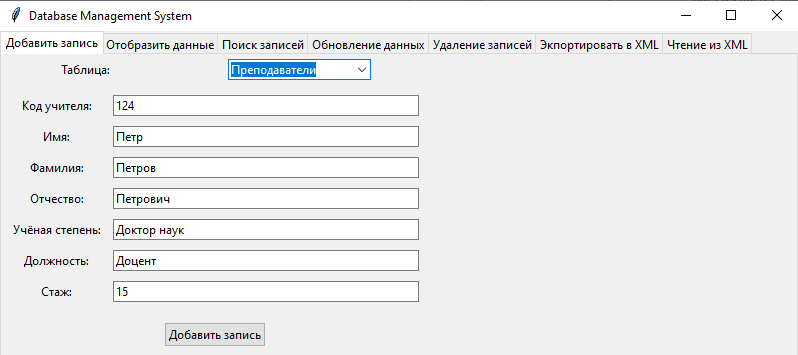 Database Management System
Добавить запись Отобразить данные Поиск записей Обновление данных Удаление записей Экспортировать в XML Чтение из XML
Таблица: Преподаватели
Код учителя: 124
Имя: Петр
Фамилия: Петров
Отчество: Петрович
Учёная степень: Доктор наук
Должность: Доцент
Стаж: 15
Добавить запись